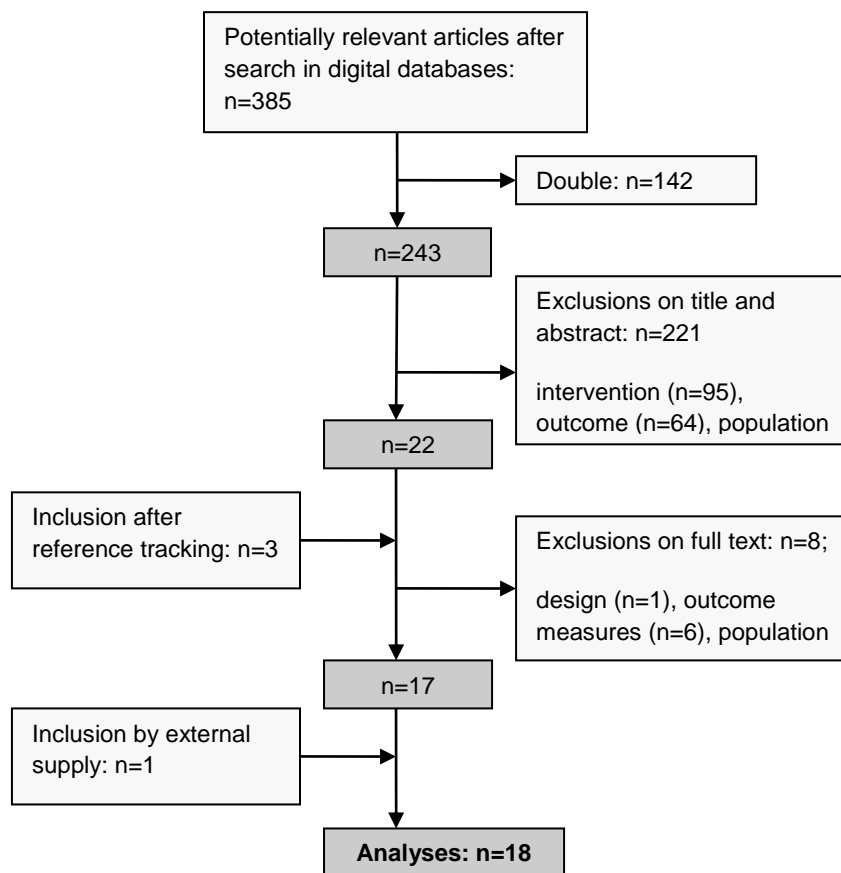 Potentially relevant articles after
search in digital databases:
n=385
Double: n=142
n=243
Exclusions on title and
abstract: n=221
intervention (n=95),
outcome (n=64), population
n=22
Inclusion after
reference tracking: n=3
Exclusions on full text: n=8;
design (n=1), outcome
measures (n=6), population
n=17
Inclusion by external
supply: n=1
Analyses: n=18